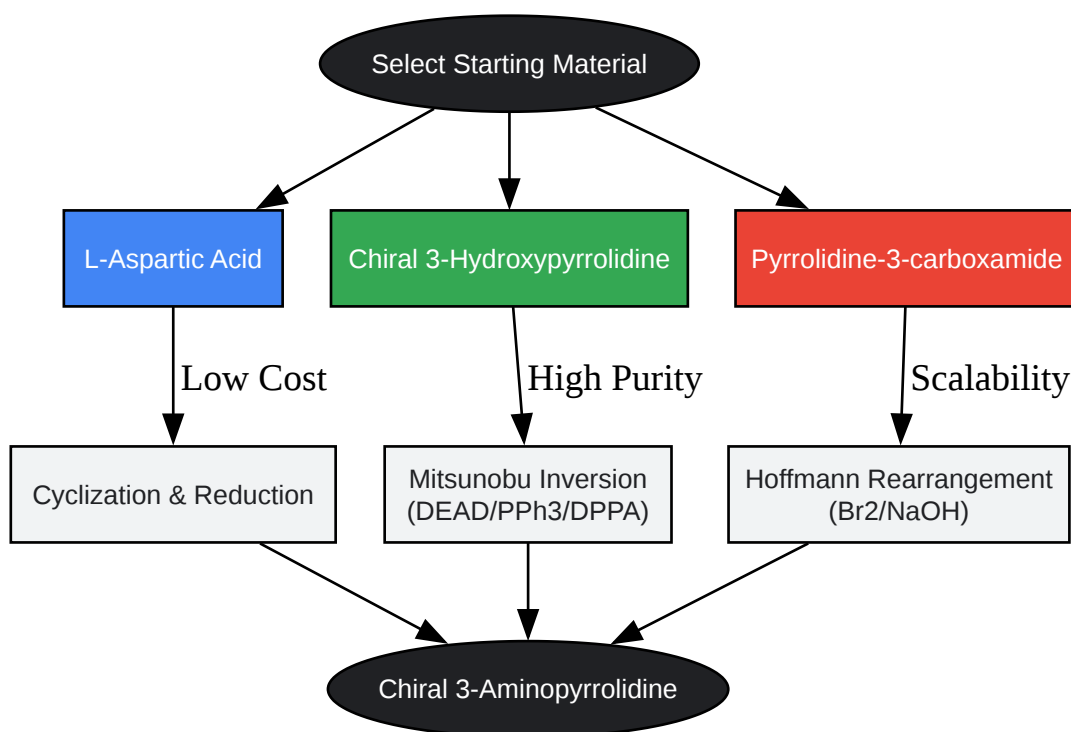 Select Starting Material
L-Aspartic Acid
Chiral 3-Hydroxypyrrolidine
Pyrrolidine-3-carboxamide
Low Cost
High Purity
Scalability
Cyclization & Reduction
Mitsunobu Inversion
(DEAD/PPh3/DPPA)
Hoffmann Rearrangement
(Br2/NaOH)
Chiral 3-Aminopyrrolidine